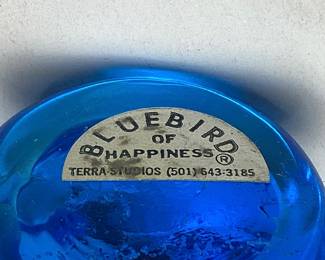 BLUEBIRD
OF
HAPPINESS ®
TERRA STUDIOS (501) 643-3185